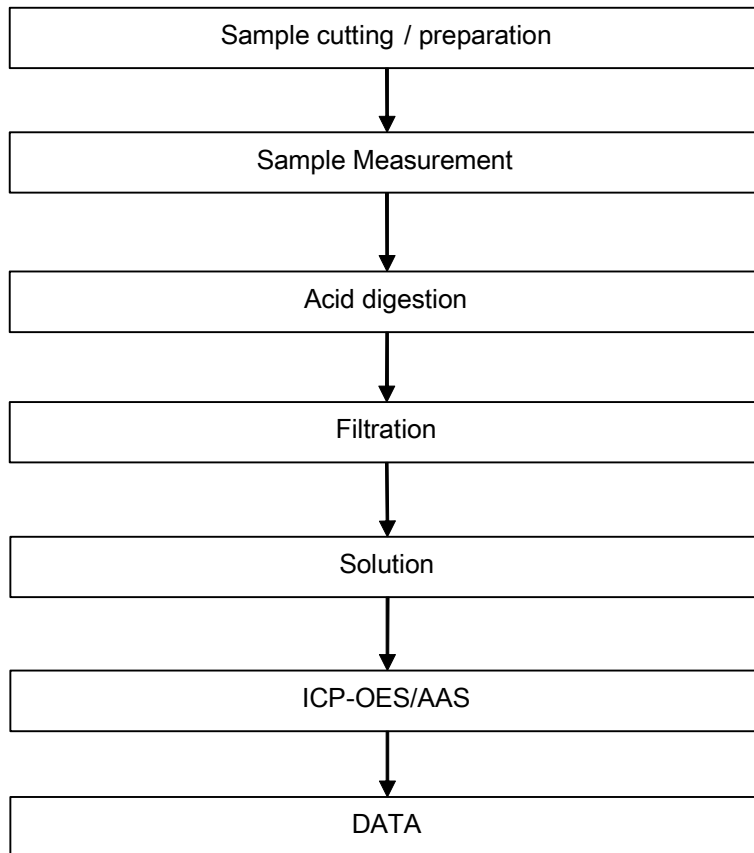 Sample cutting / preparation
Sample Measurement
Acid digestion
Filtration
Solution
ICP-OES/AAS
DATA